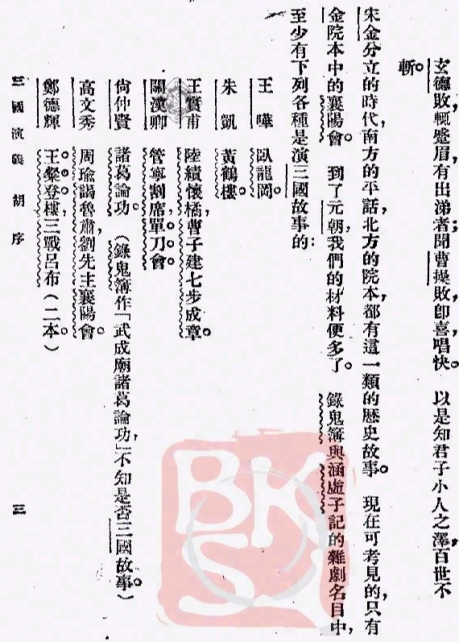 玄德敗，輒蹙眉，有出涕者；聞曹操敗，卽喜唱快。以是知君子小人之澤，百世不
斬。
宋金分立的時代，南方的平話，北方的院本，都有這一類的歷史故事。現在可考見的，只有
金院本中的襄陽會。到了元朝，我們的材料便多了。錄鬼簿與涵虛子記的雜劇名目中，
至少有下列各種是演三國故事的：
王曄　臥龍岡。
朱凱　黃鶴樓。
王實甫　陸績懷橘，曹子建七步成章。
關漢卿　管寧割席，單刀會。
尙仲賢　諸葛論功。（錄鬼簿作「武成廟諸葛論功，」不知是否三國故事。）
高文秀　周瑜謁魯肅，劉先主襄陽會。
鄭德輝　王粲登樓，三戰呂布（二本。）
三國演義　胡序
三
BKS